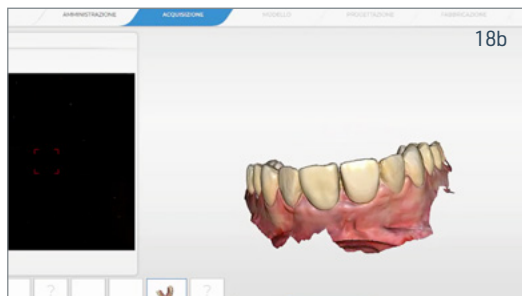 AMMINISTRAZIONE ACQUISIZIONE MODELLO PROGETTAZIONE FABBRICAZIONE
18b
? ?